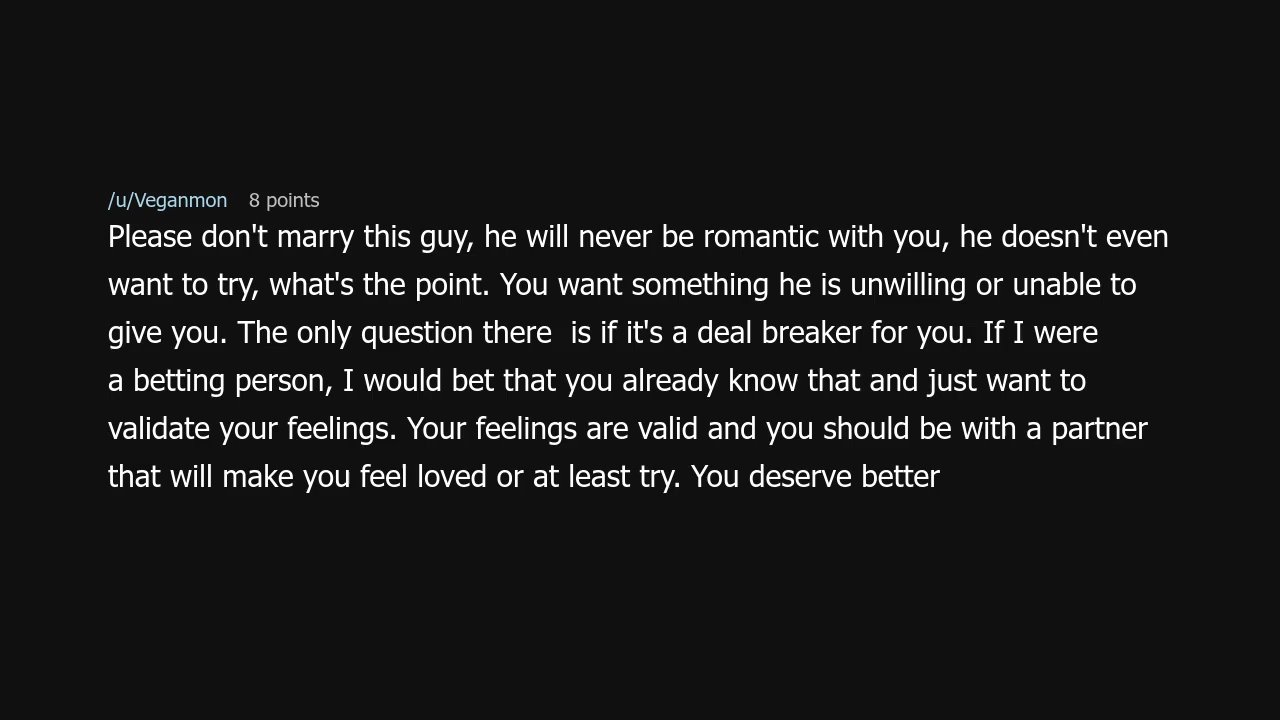 /u/Veganmon 8 points
Please don't marry this guy, he will never be romantic with you, he doesn't even
want to try, what's the point. You want something he is unwilling or unable to
give you. The only question there  is if it's a deal breaker for you. If I were
a betting person, I would bet that you already know that and just want to
validate your feelings. Your feelings are valid and you should be with a partner
that will make you feel loved or at least try. You deserve better